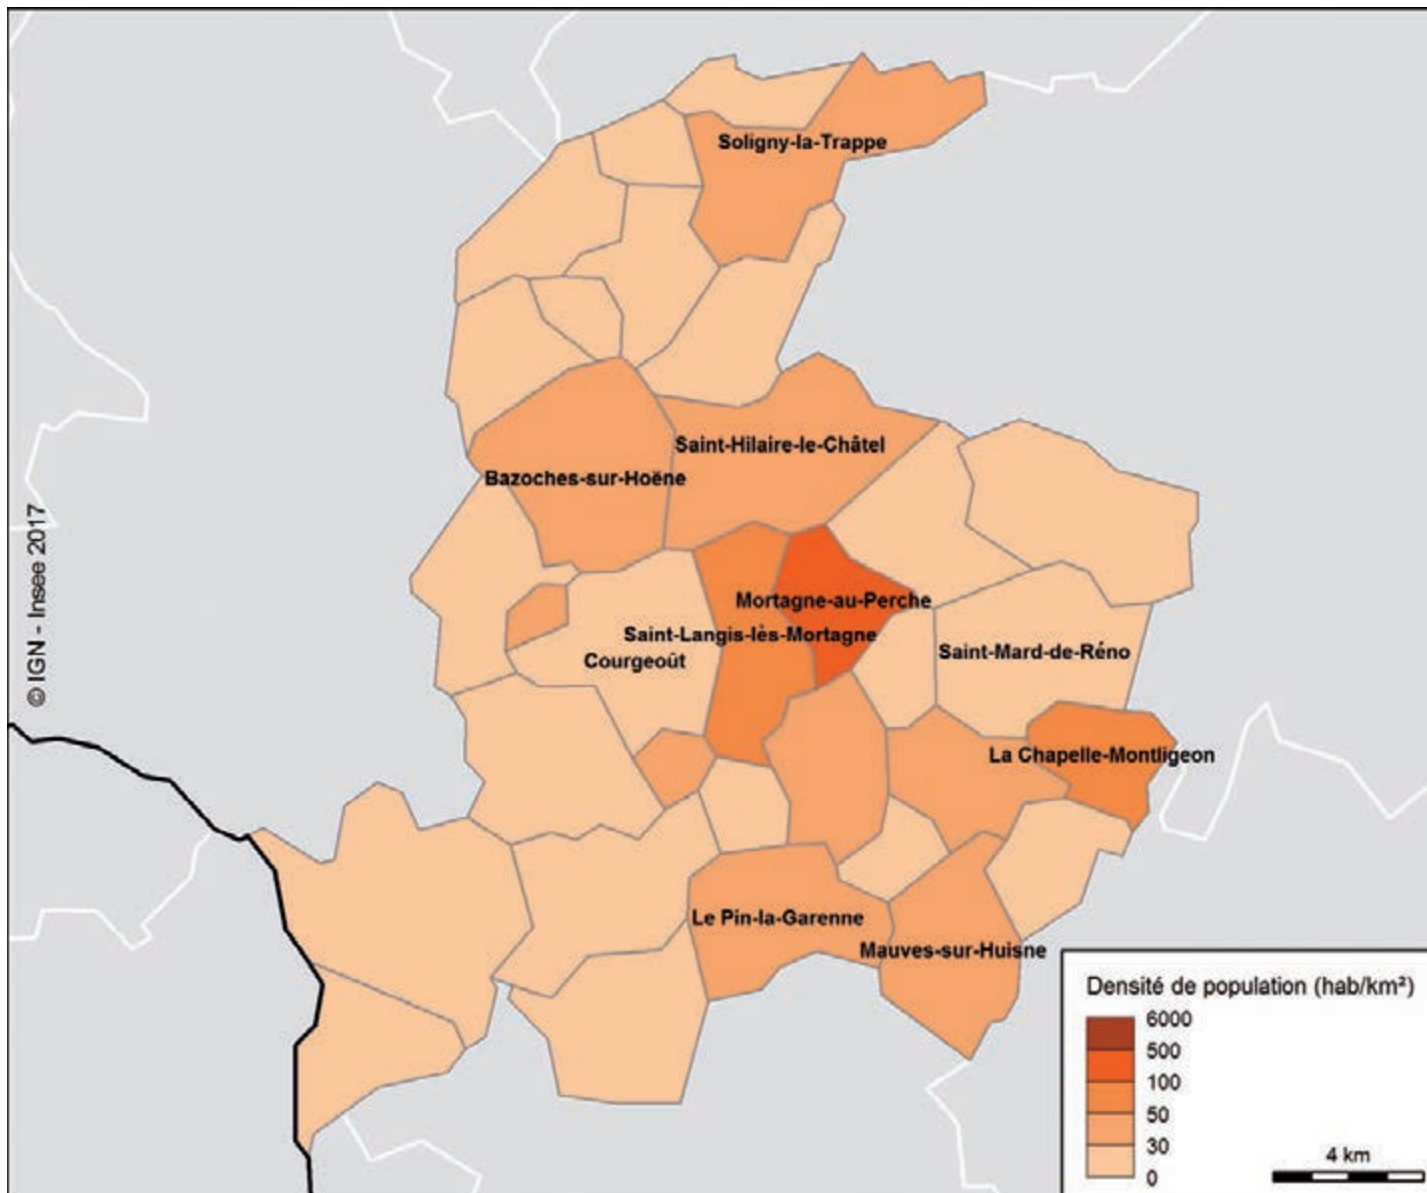 Soligny-la-Trappe
Saint-Hilaire-le-Châtel
Bazoches-sur-Hoëne
© IGN - Insee 2017
Mortagne-au-Perche
Saint-Langis-lès-Mortagne
Saint-Mard-de-Réno
Courgeoût
La Chapelle-Montligeon
Le Pin-la-Garenne
Mauves-sur-Huisne
Densité de population (hab/km²)
6000
500
100
50
30
0
4 km